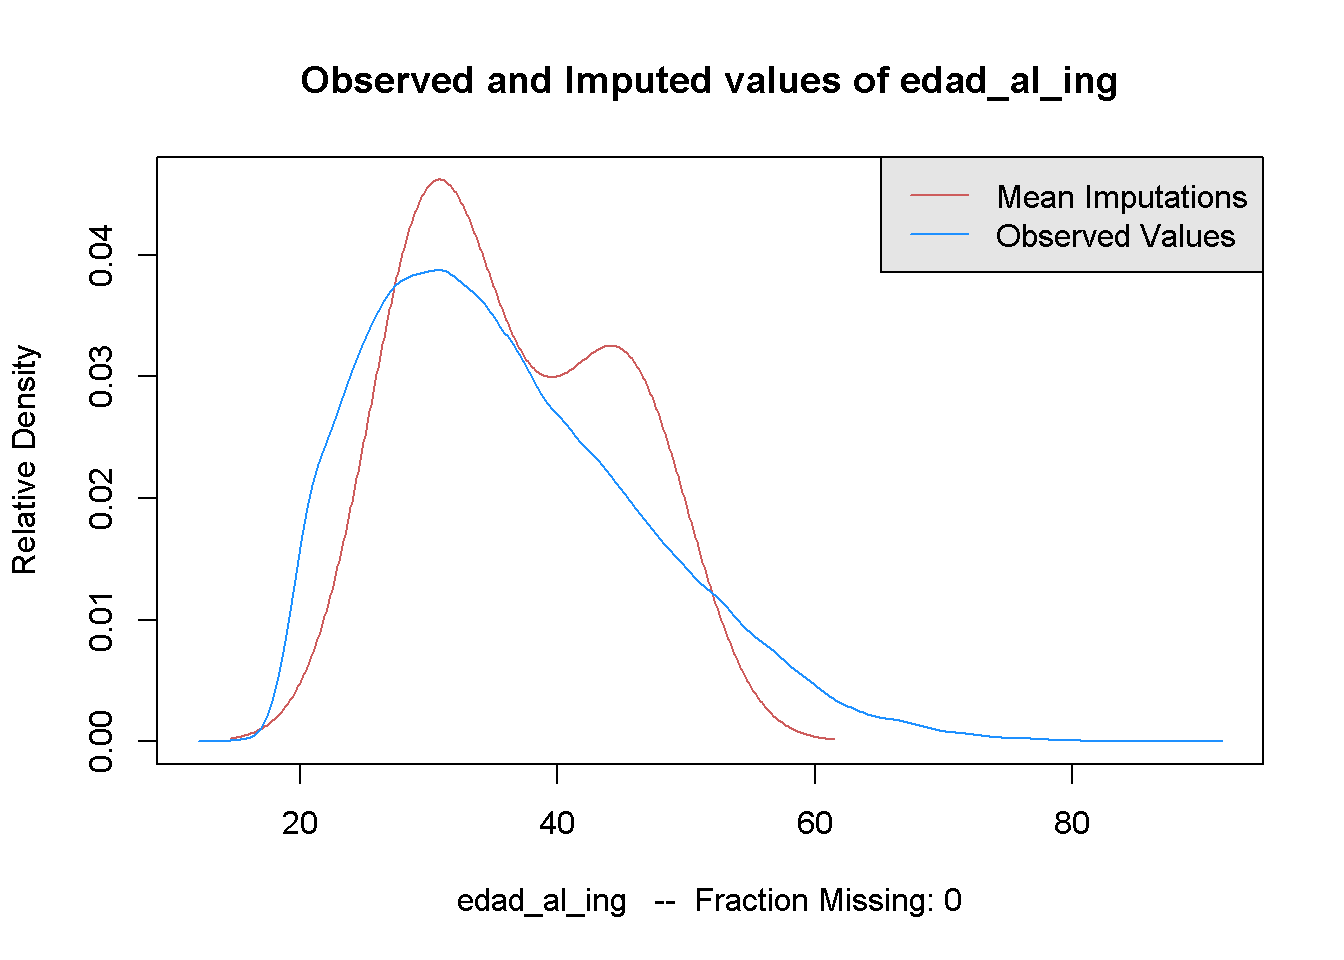 Observed and Imputed values of edad_al_ing
Mean Imputations
Observed Values
Relative Density
0.04
0.03
0.02
0.01
0.00
20 40 60 80
edad_al_ing -- Fraction Missing: 0